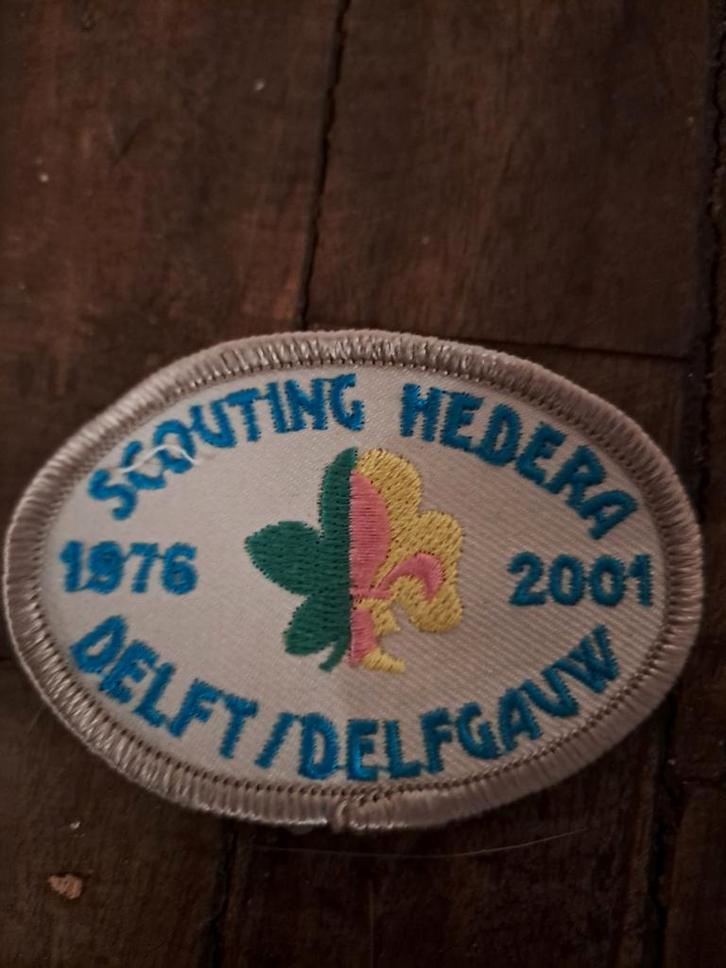 SCOUTING HEDERA
1976 2001
DELFT/DELFGAUW